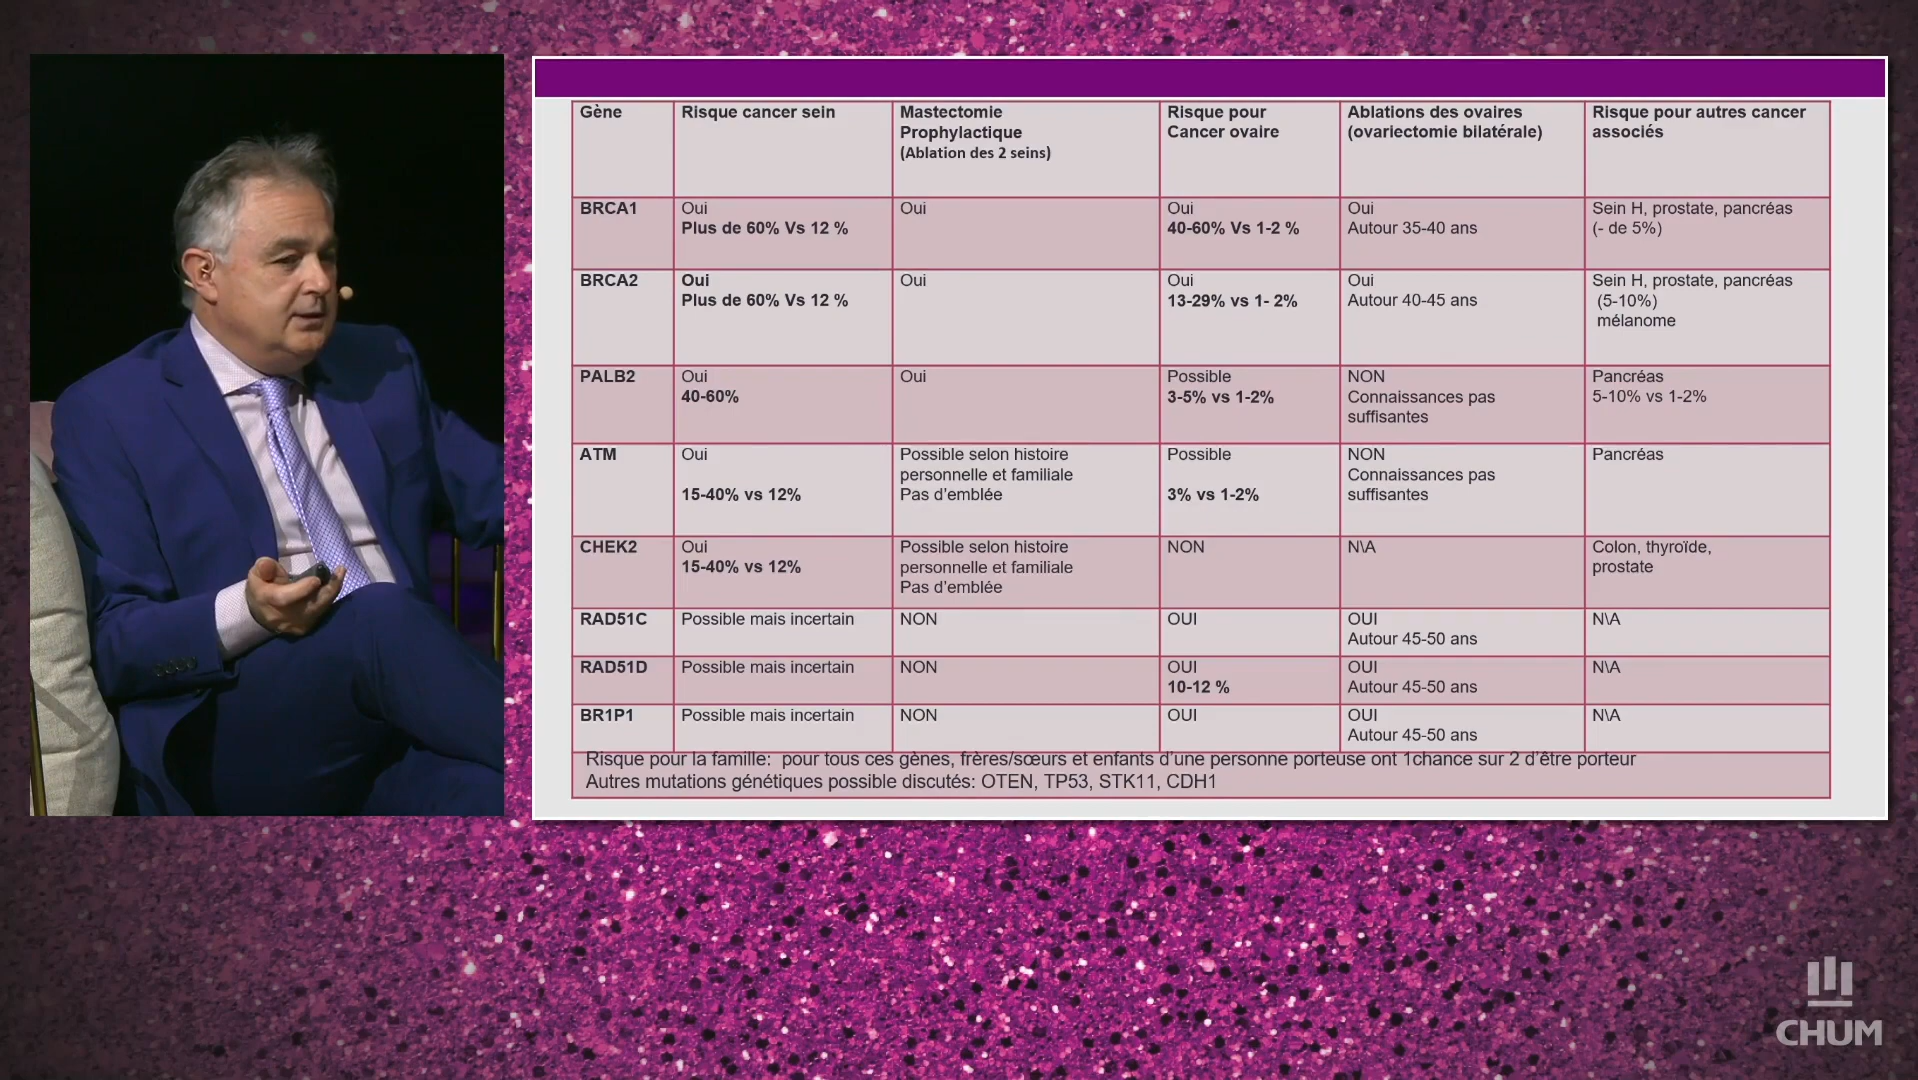 Gène
Risque cancer sein
Mastectomie
Prophylactique
(Ablation des 2 seins)
Risque pour
Cancer ovaire
Ablations des ovaires
(ovariectomie bilatérale)
Risque pour autres cancer
associés
BRCA1
Oui
Plus de 60% Vs 12 %
Oui
Oui
40-60% Vs 1-2 %
Oui
Autour 35-40 ans
Sein H, prostate, pancréas
(- de 5%)
BRCA2
Oui
Plus de 60% Vs 12 %
Oui
Oui
13-29% vs 1- 2%
Oui
Autour 40-45 ans
Sein H, prostate, pancréas
(5-10%)
mélanome
PALB2
Oui
40-60%
Oui
Possible
3-5% vs 1-2%
NON
Connaissances pas
suffisantes
Pancréas
5-10% vs 1-2%
ATM
Oui
15-40% vs 12%
Possible selon histoire
personnelle et familiale
Pas d'emblée
Possible
3% vs 1-2%
NON
Connaissances pas
suffisantes
Pancréas
CHEK2
Oui
15-40% vs 12%
Possible selon histoire
personnelle et familiale
Pas d'emblée
NON
N\A
Colon, thyroïde,
prostate
RAD51C
Possible mais incertain
NON
OUI
OUI
Autour 45-50 ans
N\A
RAD51D
Possible mais incertain
NON
OUI
10-12 %
OUI
Autour 45-50 ans
N\A
BR1P1
Possible mais incertain
NON
OUI
OUI
Autour 45-50 ans
N\A
Risque pour la famille: pour tous ces gènes, frères/sœurs et enfants d'une personne porteuse ont 1chance sur 2 d'être porteur
Autres mutations génétiques possible discutés: OTEN, TP53, STK11, CDH1
CHUM